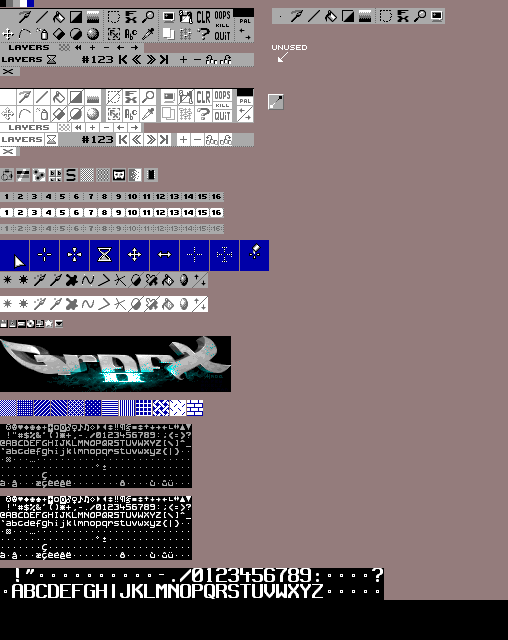 CLR OOPS
KILL
QUIT
PAL
LAYERS
LAYERS #123
UNUSED
CLR OOPS
KILL
QUIT
PAL
LAYERS
LAYERS #123
1 2 3 4 5 6 7 8 9 10 11 12 13 14 15 16
1 2 3 4 5 6 7 8 9 10 11 12 13 14 15 16
1 2 3 4 5 6 7 8 9 10 11 12 13 14 15 16
GrafX
II
!"#$%&'()*+,-./0123456789:;<=>?
@ABCDEFGHIJKLMNOPQRSTUVWXYZ[\]^_
`abcdefghijklmnopqrstuvwxyz{|}
!"#$%&'()*+,-./0123456789:;<=>?
@ABCDEFGHIJKLMNOPQRSTUVWXYZ[\]^_
`abcdefghijklmnopqrstuvwxyz{|}
!"··········-./0123456789:····?
·ABCDEFGHIJKLMNOPQRSTUVWXYZ·····